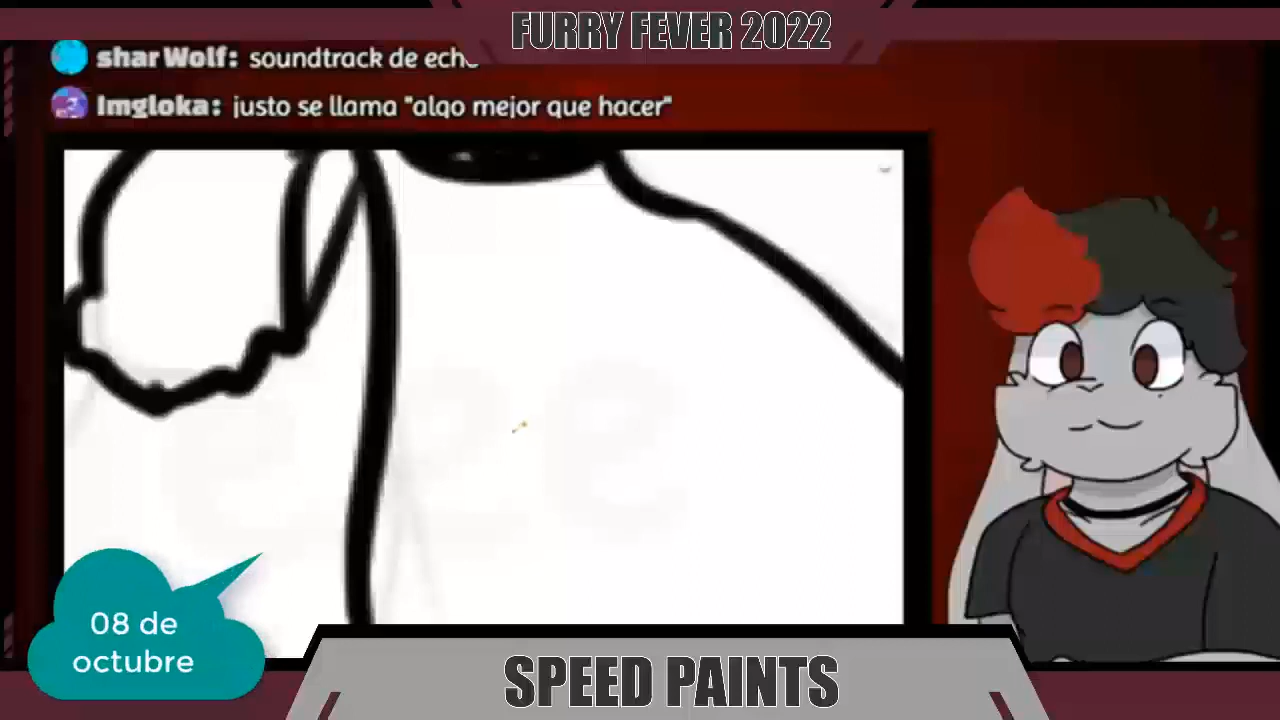 FURRY FEVER 2022
shar Wolf: soundtrack de echo
Imgloka: justo se llama "algo mejor que hacer"
08 de
octubre
SPEED PAINTS